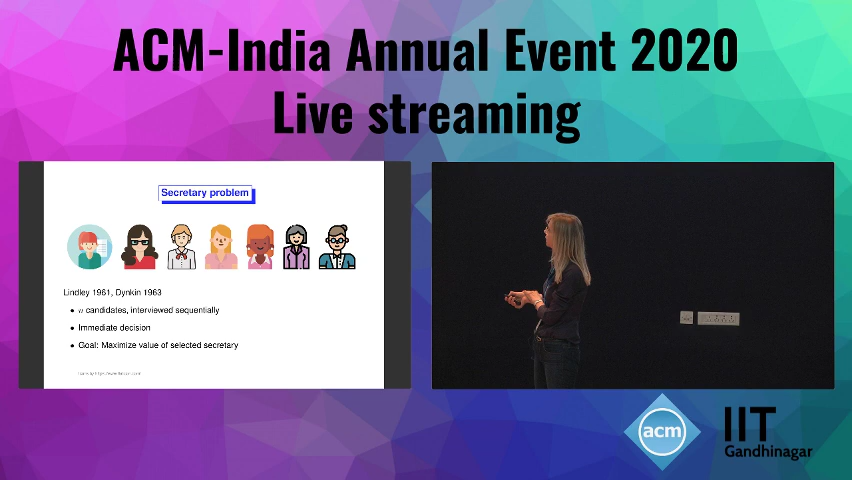 ACM-India Annual Event 2020
Live streaming
Secretary problem
Lindley 1961, Dynkin 1963
• n candidates, interviewed sequentially
• Immediate decision
• Goal: Maximize value of selected secretary
acm
IIT
Gandhinagar